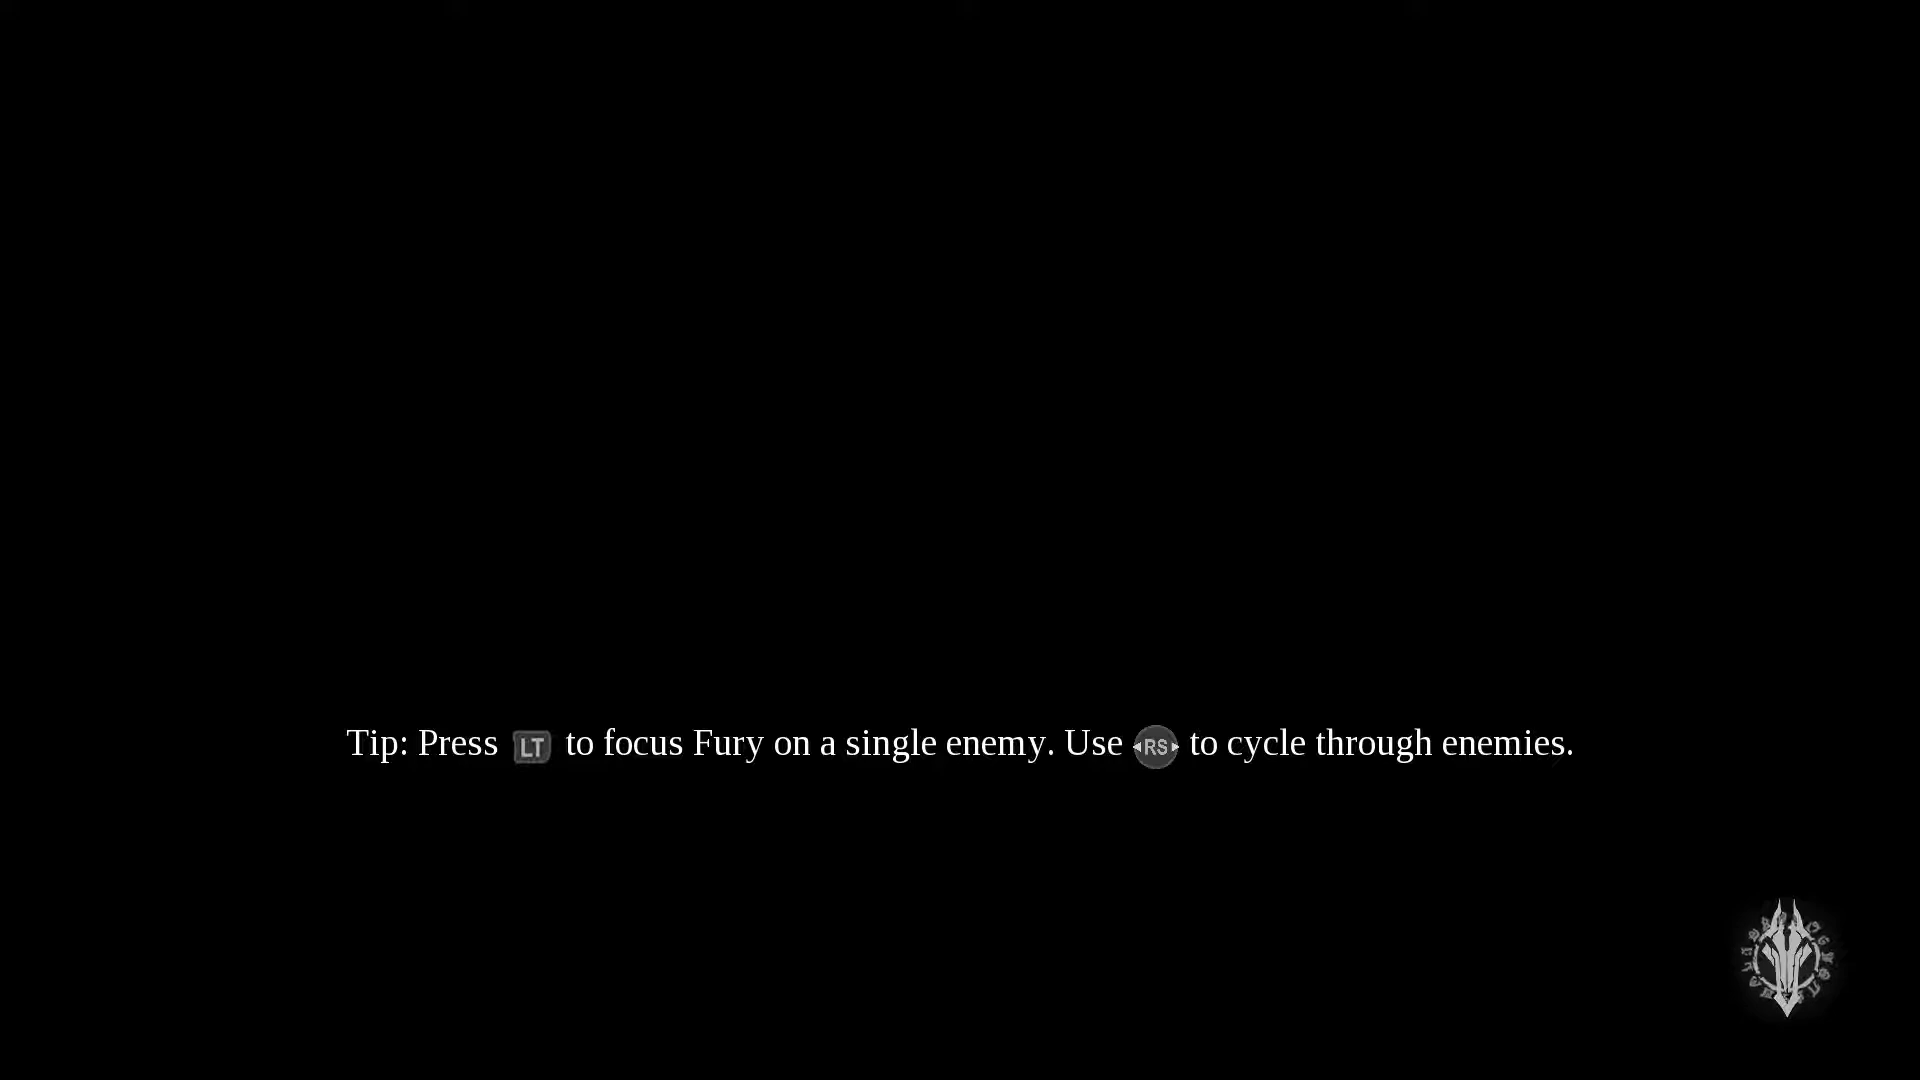 Tip: Press LT to focus Fury on a single enemy. Use RS to cycle through enemies.